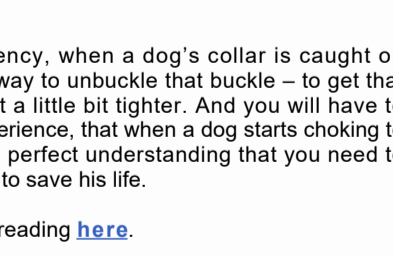 ency, when a dog’s collar is caught o
way to unbuckle that buckle – to get tha
t a little bit tighter. And you will have t
erience, that when a dog starts choking t
perfect understanding that you need t
to save his life.
reading here.